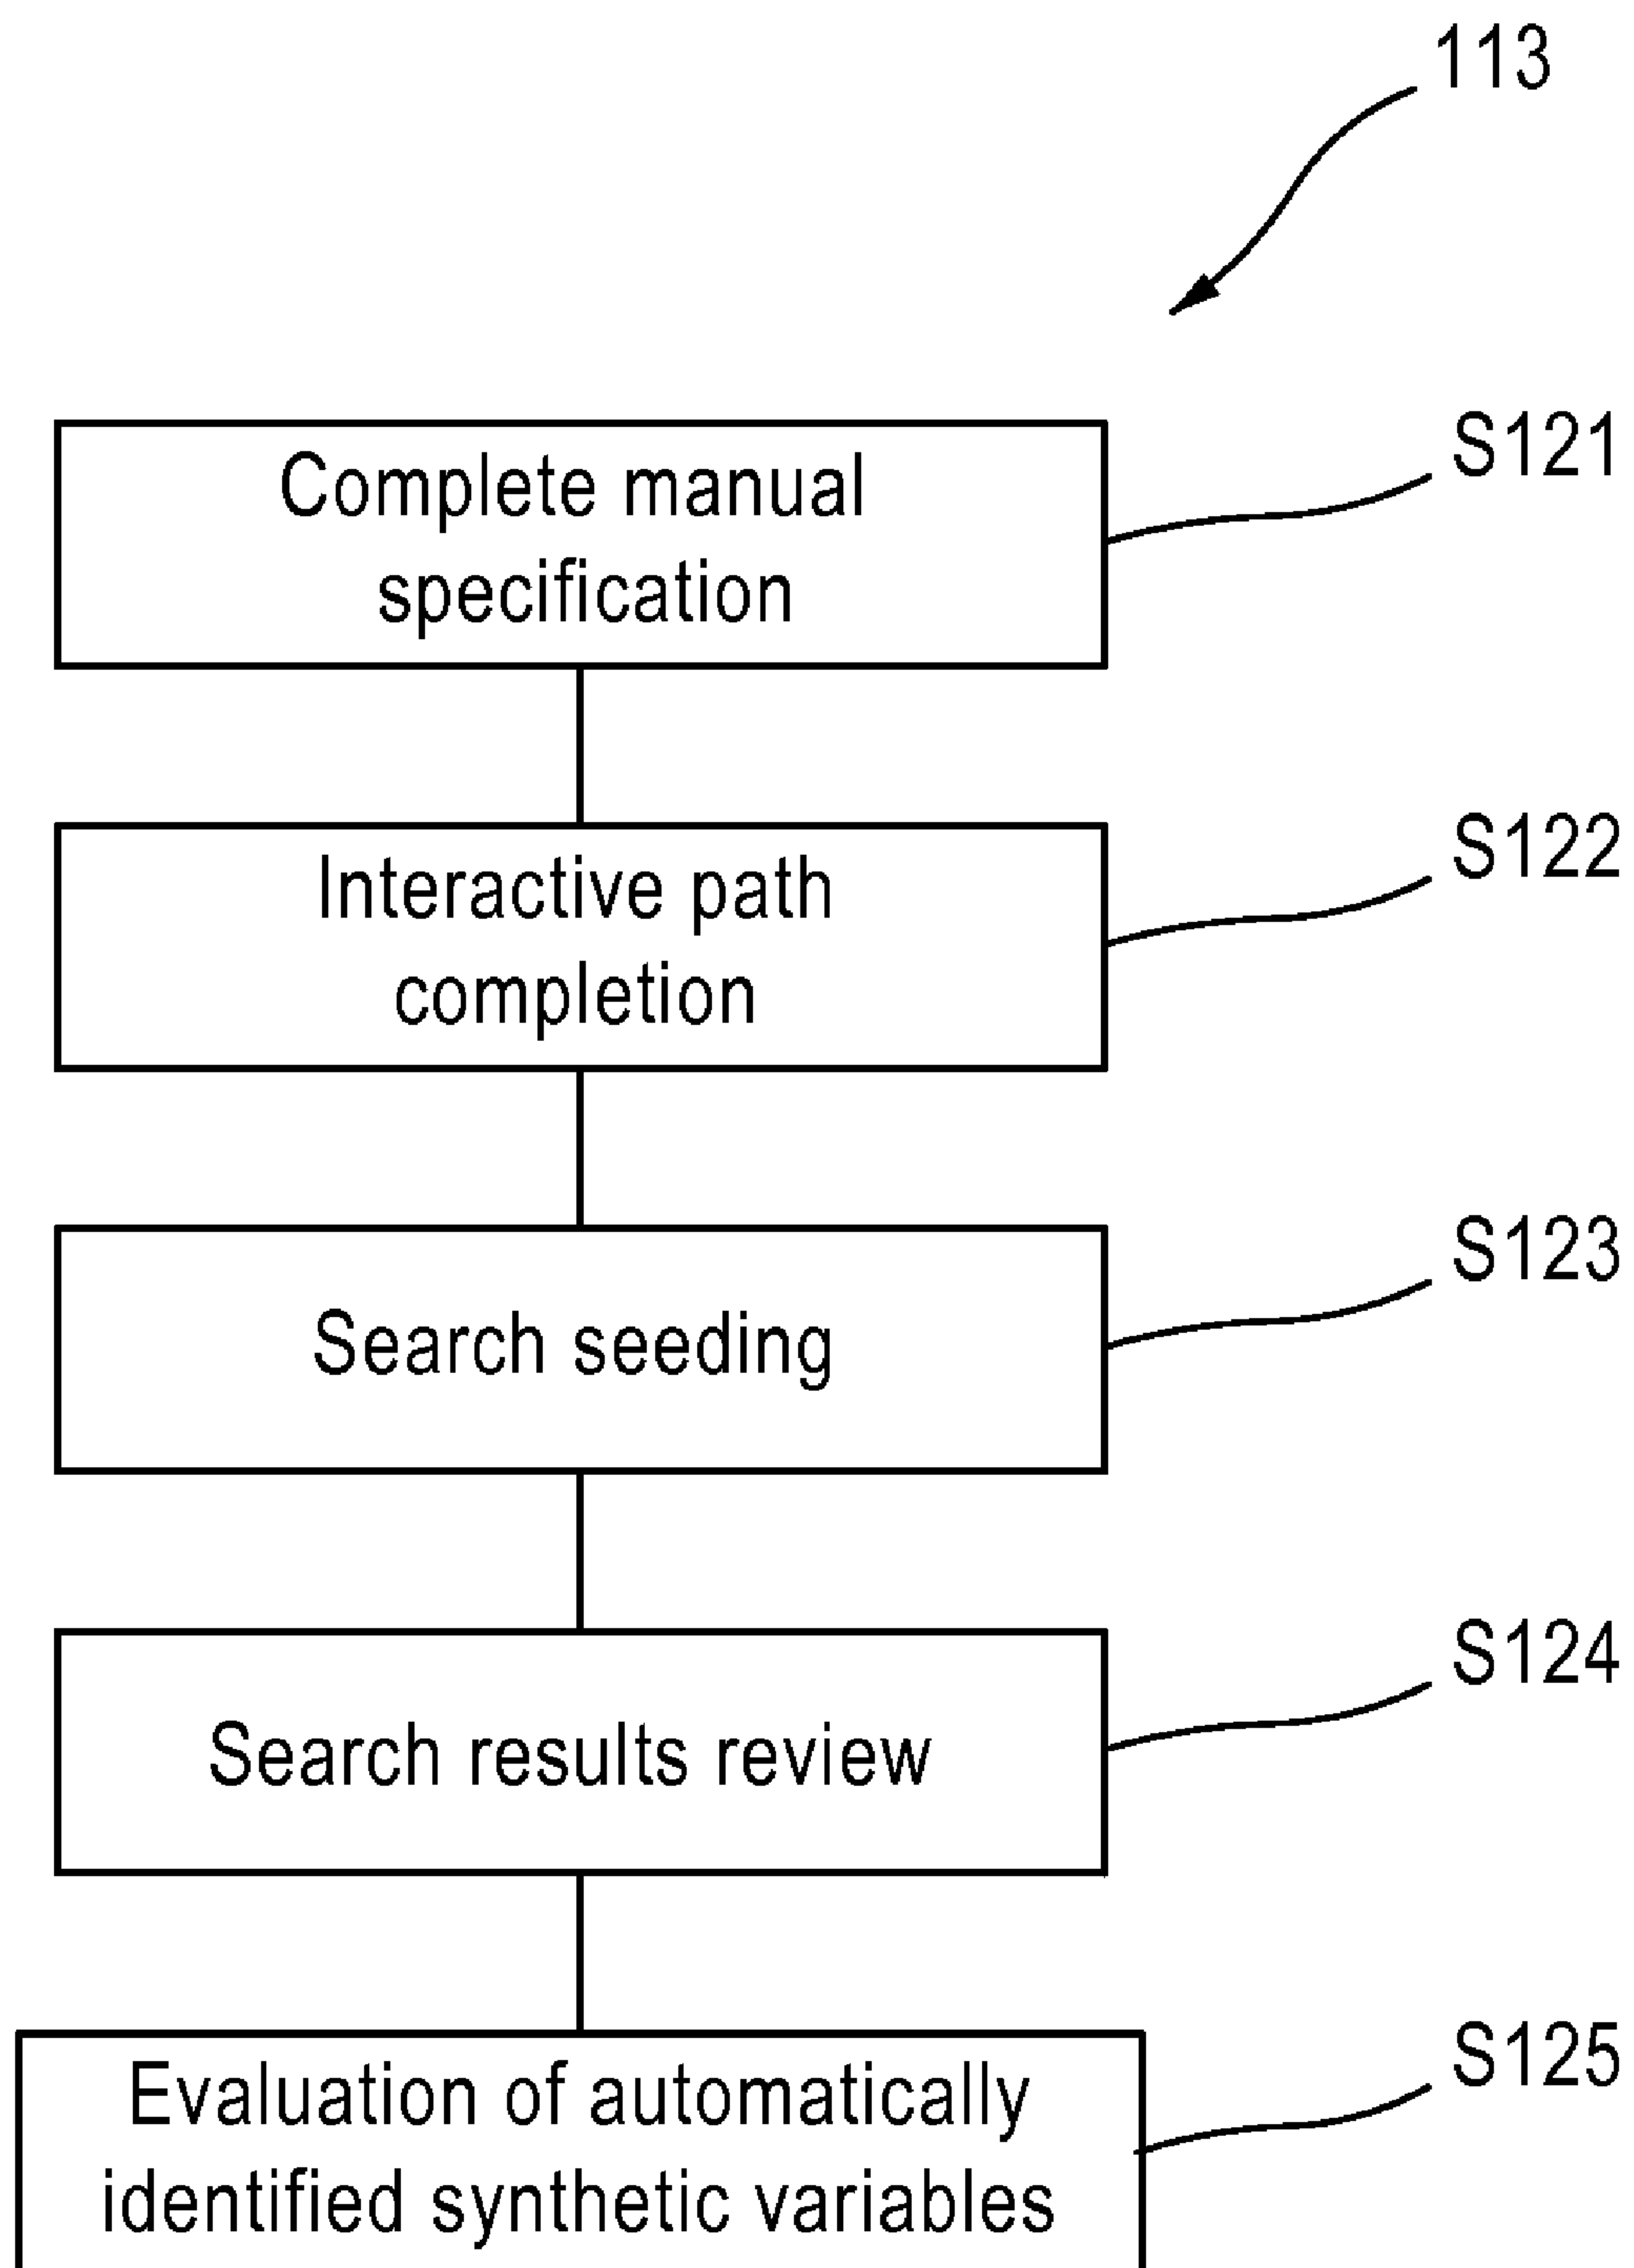 113
Complete manual
specification
S121
Interactive path
completion
S122
Search seeding
S123
Search results review
S124
Evaluation of automatically
identified synthetic variables
S125